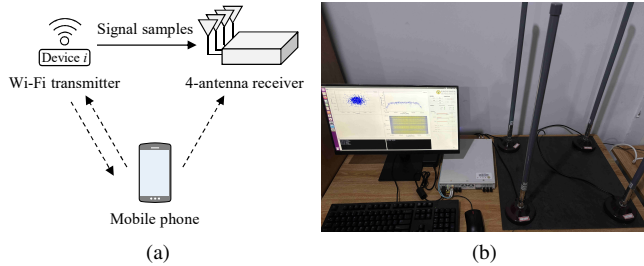 Signal samples
Device i
Wi-Fi transmitter
4-antenna receiver
Mobile phone
(a)
(b)